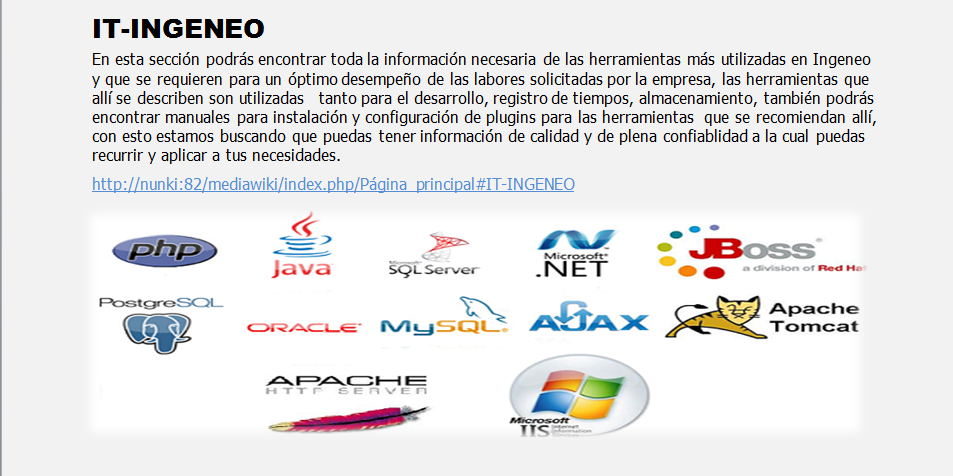 IT-INGENEO
En esta sección podrás encontrar toda la información necesaria de las herramientas más utilizadas en Ingeneo
y que se requieren para un óptimo desempeño de las labores solicitadas por la empresa, las herramientas que
allí se describen son utilizadas tanto para el desarrollo, registro de tiempos, almacenamiento, también podrás
encontrar manuales para instalación y configuración de plugins para las herramientas que se recomiendan allí,
con esto estamos buscando que puedas tener información de calidad y de plena confiablidad a la cual puedas
recurrir y aplicar a tus necesidades.
http://nunki:82/mediawiki/index.php/Página_principal#IT-INGENEO
php
Java
Microsoft
SQL Server
Microsoft
.NET
JBoss
a division of Red Ha
PostgreSQL
ORACLE
MySQL
AJAX
Apache
Tomcat
APACHE
HTTP SERVER
Microsoft
IIS Internet
Information